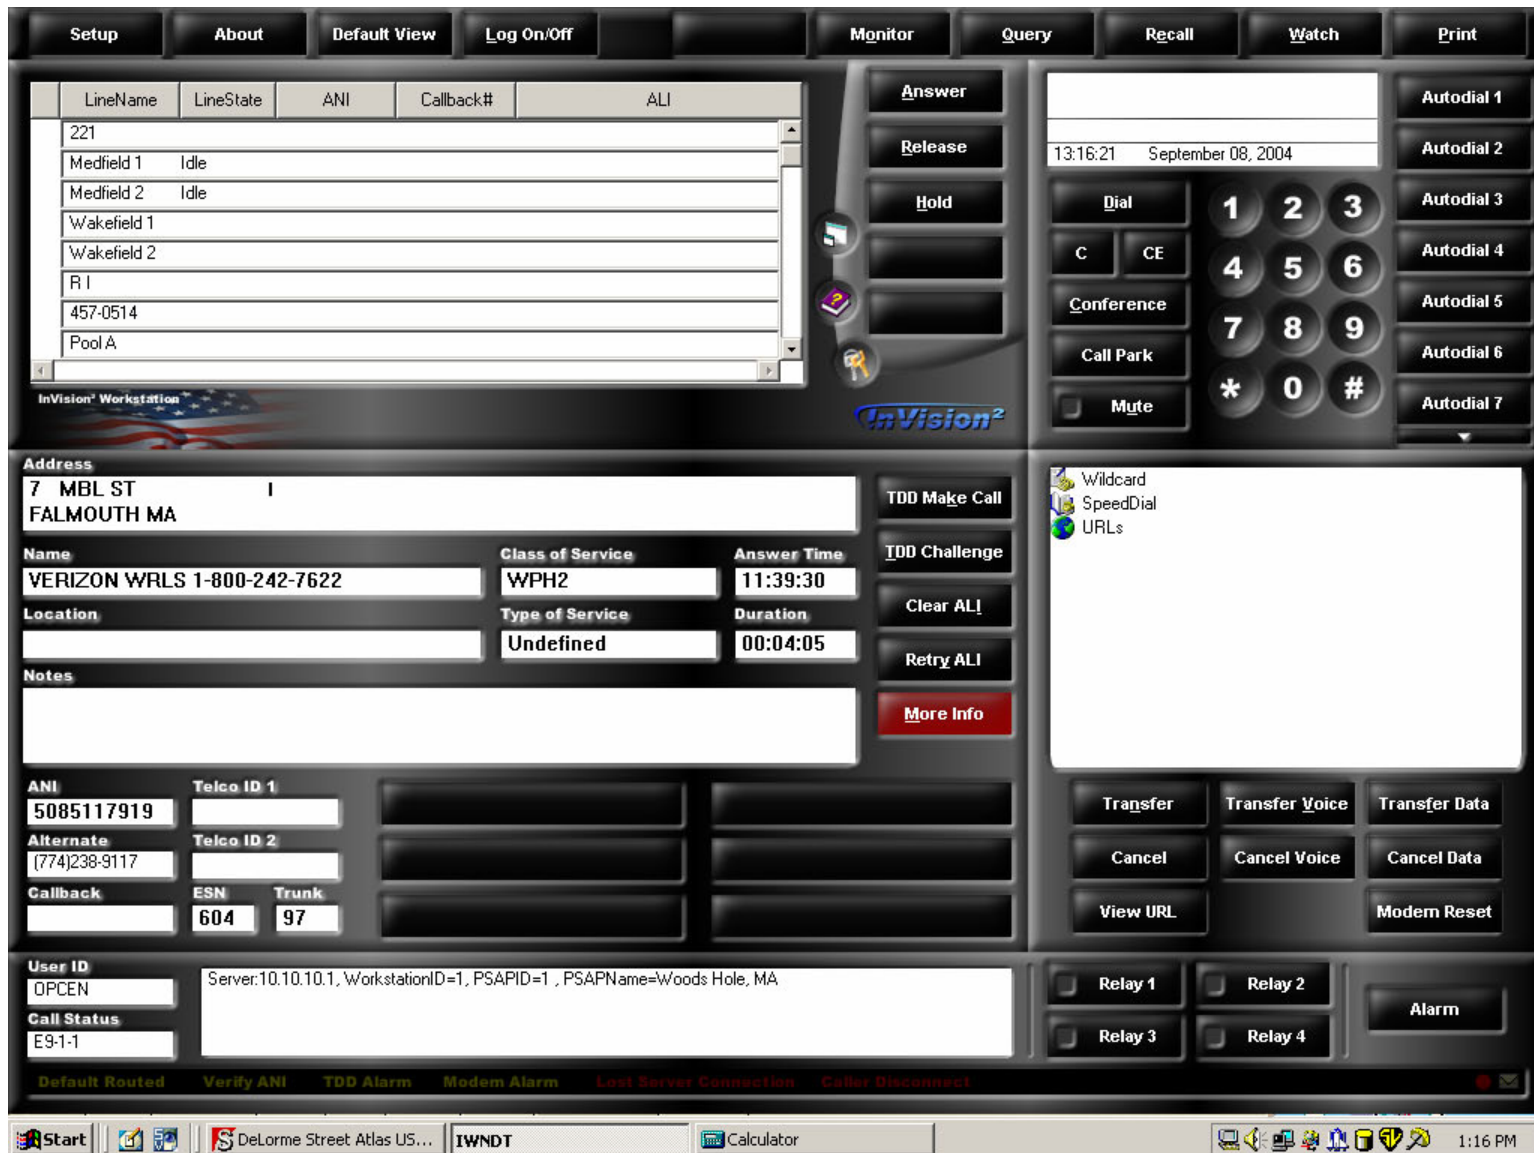 Setup About Default View Log On/Off Monitor Query Recall Watch Print
LineName LineState ANI Callback# ALI
221
Medfield 1 Idle
Medfield 2 Idle
Wakefield 1
Wakefield 2
R I
457-0514
Pool A
InVision² Workstation
Answer
Release
Hold
InVision²
13:16:21 September 08, 2004
Dial
C CE
Conference
Call Park
Mute
1 2 3
4 5 6
7 8 9
* 0 #
Autodial 1
Autodial 2
Autodial 3
Autodial 4
Autodial 5
Autodial 6
Autodial 7
Address
7 MBL ST
FALMOUTH MA
Name Class of Service Answer Time
VERIZON WRLS 1-800-242-7622 WPH2 11:39:30
Location Type of Service Duration
Undefined 00:04:05
Notes
TDD Make Call
TDD Challenge
Clear ALI
Retry ALI
More Info
Wildcard
SpeedDial
URLs
ANI Telco ID 1
5085117919
Alternate Telco ID 2
(774)238-9117
Callback ESN Trunk
604 97
Transfer Transfer Voice Transfer Data
Cancel Cancel Voice Cancel Data
View URL Modem Reset
User ID
OPCEN
Call Status
E9-1-1
Server:10.10.10.1, WorkstationID=1, PSAPID=1 , PSAPName=Woods Hole, MA
Relay 1 Relay 2
Relay 3 Relay 4
Alarm
Default Routed Verify ANI TDD Alarm Modem Alarm Lost Server Connection Caller Disconnect
Start DeLorme Street Atlas US... IWNDT Calculator 1:16 PM